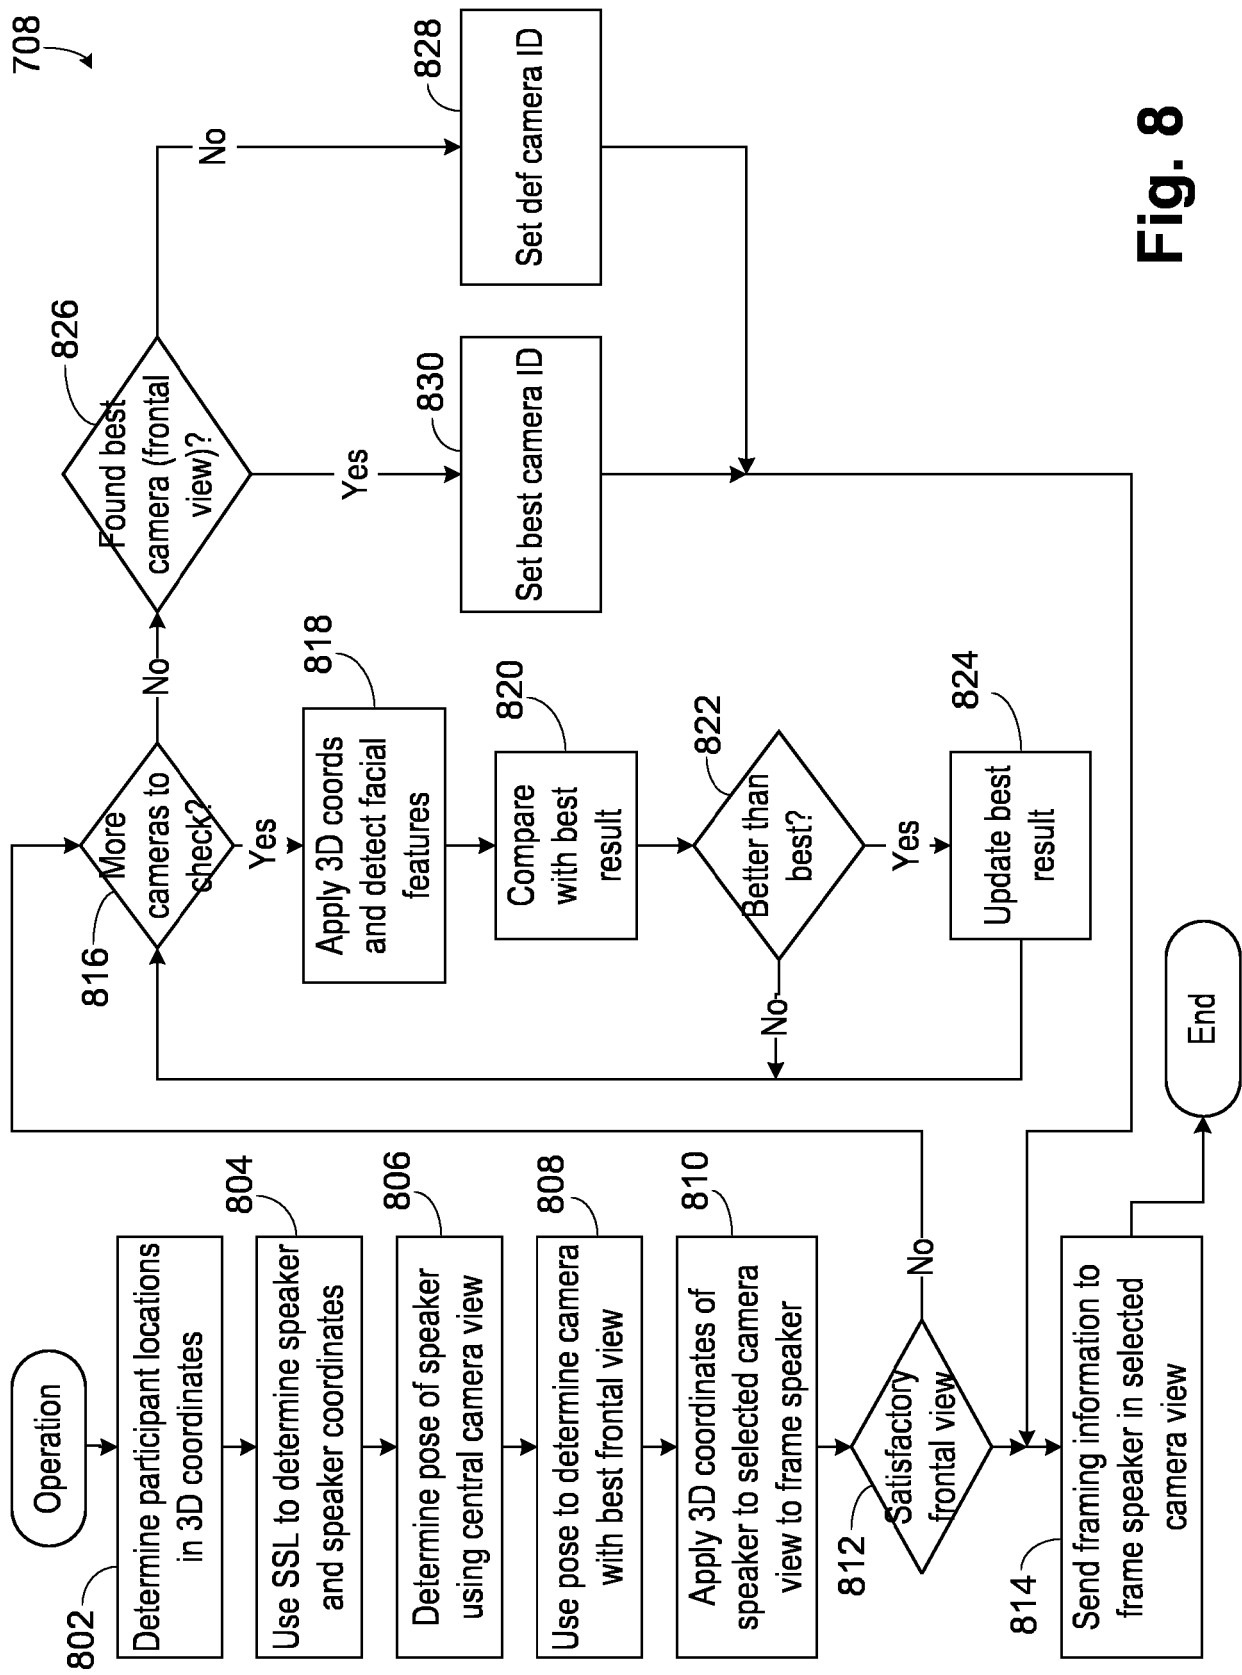 708
Operation
802
Determine participant locations
in 3D coordinates
804
Use SSL to determine speaker
and speaker coordinates
806
Determine pose of speaker
using central camera view
808
Use pose to determine camera
with best frontal view
810
Apply 3D coordinates of
speaker to selected camera
view to frame speaker
812
Satisfactory
frontal view
No
814
Send framing information to
frame speaker in selected
camera view
End
816
More
cameras to
check?
No
Yes
818
Apply 3D coords
and detect facial
features
820
Compare
with best
result
822
Better than
best?
No
Yes
824
Update best
result
826
Found best
camera (frontal
view)?
No
Yes
828
Set def camera ID
830
Set best camera ID
Fig. 8